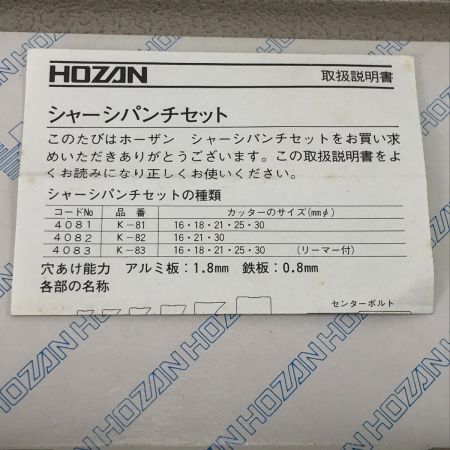 HOZAN 取扱説明書
シャーシパンチセット
このたびはホーザン シャーシパンチセットをお買い求
めいただきありがとうございます。この取扱説明書をよ
くお読みになり正しくお使いください。
シャーシパンチセットの種類
コードNo 品番 カッターのサイズ(mmφ)
4081 K-81 16・18・21・25・30
4082 K-82 16・21・30
4083 K-83 16・18・21・25・30 (リーマー付)
穴あけ能力 アルミ板:1.8mm 鉄板:0.8mm
各部の名称
センターボルト
HOZAN HOZAN HOZAN HOZAN